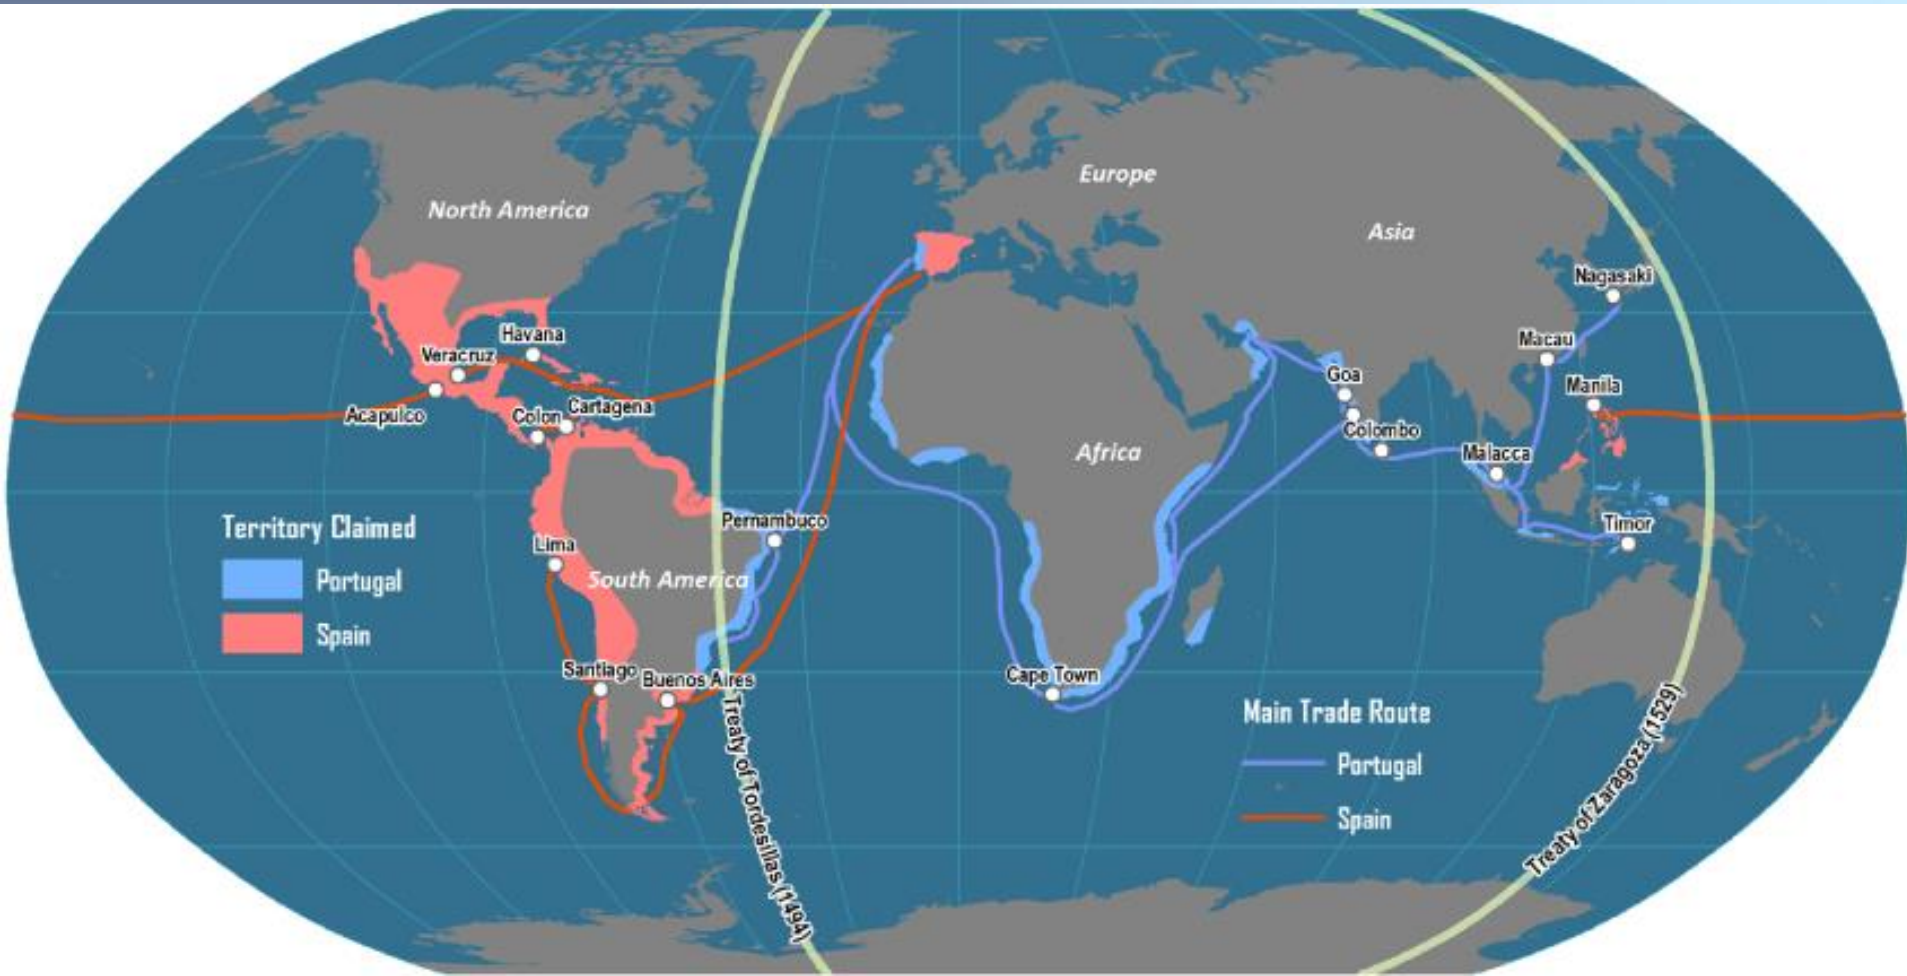 North America
Europe
Asia
Nagasaki
Havana
Macau
Veracruz
Goa
Manila
Acapulco
Colon
Cartagena
Colombo
Africa
Malacca
Territory Claimed
Pernambuco
Timor
Lima
Portugal
South America
Spain
Santiago
Buenos Aires
Cape Town
Main Trade Route
Portugal
Spain
Treaty of Tordesillas (1494)
Treaty of Zaragoza (1529)